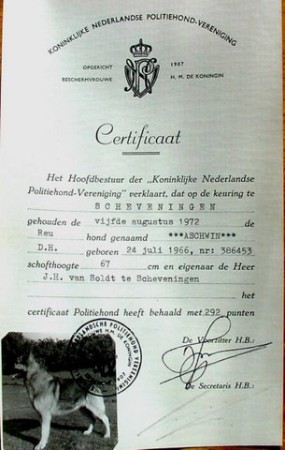 KONINKLIJKE NEDERLANDSE POLITIEHOND-VEREENIGING
OPGERICHT 1907
BESCHERMVROUWE H. M. DE KONINGIN
Certificaat
Het Hoofdbestuur der „Koninklijke Nederlandse
Politiehond-Vereniging" verklaart, dat op de keuring te
SCHEVENINGEN
gehouden de vijfde augustus 1972 de
Reu hond genaamd ***ASCHWIN***
D.H. geboren 24 juli 1966, nr: 386453
schofthoogte 67 cm en eigenaar de Heer
J.H. van Soldt te Scheveningen
het
certificaat Politiehond heeft behaald met 292 punten
De Voorzitter H.B.:
De Secretaris H.B.: